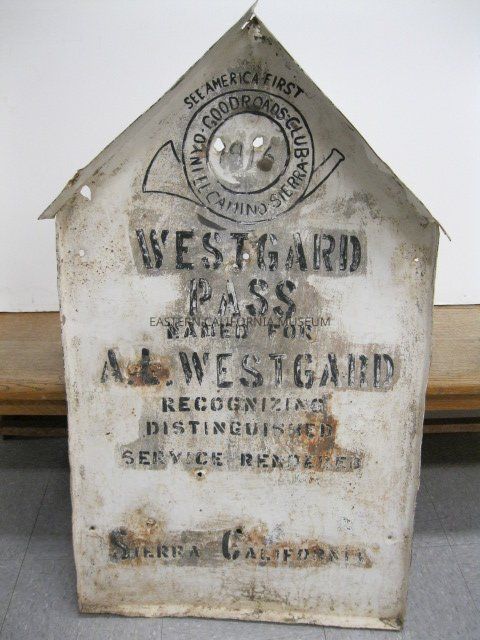 SEE AMERICA FIRST
INYO GOOD ROADS CLUB
EL CAMINO SIERRA
WESTGARD
PASS
EASTERN CALIFORNIA MUSEUM
NAMED FOR
A.L. WESTGARD
RECOGNIZING
DISTINGUISHED
SERVICE RENDERED
SIERRA CALIFORNIA